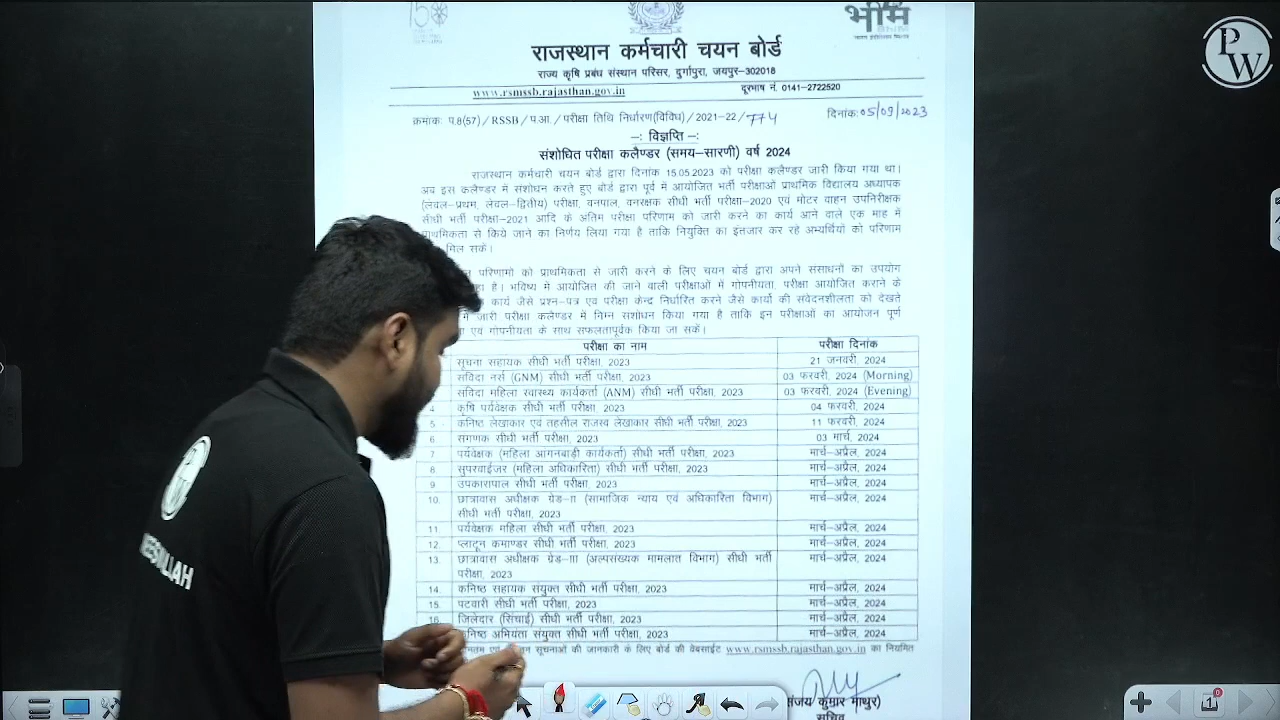 राजस्थान कर्मचारी चयन बोर्ड
राज्य कृषि प्रबंध संस्थान परिसर, दुर्गापुरा, जयपुर–302018
www.rsmssb.rajasthan.gov.in दूरभाष नं. 0141-2722520
क्रमांक: प.8(57)/RSSB/प.आ./परीक्षा तिथि निर्धारण(विविध)/2021-22/774 दिनांक:05/09/2023
–: विज्ञप्ति –:
संशोधित परीक्षा कलैण्डर (समय–सारणी) वर्ष 2024
राजस्थान कर्मचारी चयन बोर्ड द्वारा दिनांक 15.05.2023 को परीक्षा कलैण्डर जारी किया गया था।
अब इस कलैण्डर में संशोधन करते हुए बोर्ड द्वारा पूर्व में आयोजित भर्ती परीक्षाओं प्राथमिक विद्यालय अध्यापक
(लेवल–प्रथम, लेवल–द्वितीय) परीक्षा, वनपाल, वनरक्षक सीधी भर्ती परीक्षा–2020 एवं मोटर वाहन उपनिरीक्षक
सीधी भर्ती परीक्षा–2021 आदि के अंतिम परीक्षा परिणाम को जारी करने का कार्य आने वाले एक माह में
प्राथमिकता से किये जाने का निर्णय लिया गया है ताकि नियुक्ति का इंतजार कर रहे अभ्यर्थियों को परिणाम
मिल सकें।
परिणामों को प्राथमिकता से जारी करने के लिए चयन बोर्ड द्वारा अपने संसाधनों का उपयोग
है। भविष्य में आयोजित की जाने वाली परीक्षाओं में गोपनीयता, परीक्षा आयोजित कराने के
कार्य जैसे प्रश्न–पत्र एवं परीक्षा केन्द्र निर्धारित करने जैसे कार्यों की संवेदनशीलता को देखते
जारी परीक्षा कलैण्डर में निम्न संशोधन किया गया है ताकि इन परीक्षाओं का आयोजन पूर्ण
एवं गोपनीयता के साथ सफलतापूर्वक किया जा सकें।
परीक्षा का नाम परीक्षा दिनांक
सूचना सहायक सीधी भर्ती परीक्षा, 2023 21 जनवरी, 2024
संविदा नर्स (GNM) सीधी भर्ती परीक्षा, 2023 03 फरवरी, 2024 (Morning)
संविदा महिला स्वास्थ्य कार्यकर्ता (ANM) सीधी भर्ती परीक्षा, 2023 03 फरवरी, 2024 (Evening)
4 कृषि पर्यवेक्षक सीधी भर्ती परीक्षा, 2023 04 फरवरी, 2024
5 कनिष्ठ लेखाकार एवं तहसील राजस्व लेखाकार सीधी भर्ती परीक्षा, 2023 11 फरवरी, 2024
6 संगणक सीधी भर्ती परीक्षा, 2023 03 मार्च, 2024
7 पर्यवेक्षक (महिला आंगनबाड़ी कार्यकर्ता) सीधी भर्ती परीक्षा, 2023 मार्च–अप्रैल, 2024
8 सुपरवाईजर (महिला अधिकारिता) सीधी भर्ती परीक्षा, 2023 मार्च–अप्रैल, 2024
9 उपकारापाल सीधी भर्ती परीक्षा, 2023 मार्च–अप्रैल, 2024
10. छात्रावास अधीक्षक ग्रेड–II (सामाजिक न्याय एवं अधिकारिता विभाग) मार्च–अप्रैल, 2024
सीधी भर्ती परीक्षा, 2023
11. पर्यवेक्षक महिला सीधी भर्ती परीक्षा, 2023 मार्च–अप्रैल, 2024
12. प्लाटून कमाण्डर सीधी भर्ती परीक्षा, 2023 मार्च–अप्रैल, 2024
13. छात्रावास अधीक्षक ग्रेड–III (अल्पसंख्यक मामलात विभाग) सीधी भर्ती मार्च–अप्रैल, 2024
परीक्षा, 2023
14. कनिष्ठ सहायक संयुक्त सीधी भर्ती परीक्षा, 2023 मार्च–अप्रैल, 2024
15. पटवारी सीधी भर्ती परीक्षा, 2023 मार्च–अप्रैल, 2024
16. जिलेदार (सिंचाई) सीधी भर्ती परीक्षा, 2023 मार्च–अप्रैल, 2024
कनिष्ठ अभियंता संयुक्त सीधी भर्ती परीक्षा, 2023 मार्च–अप्रैल, 2024
सूचनाओं की जानकारी के लिए बोर्ड की वेबसाईट www.rsmssb.rajasthan.gov.in का नियमित
संजय कुमार माथुर)
सचिव
भीम
PW